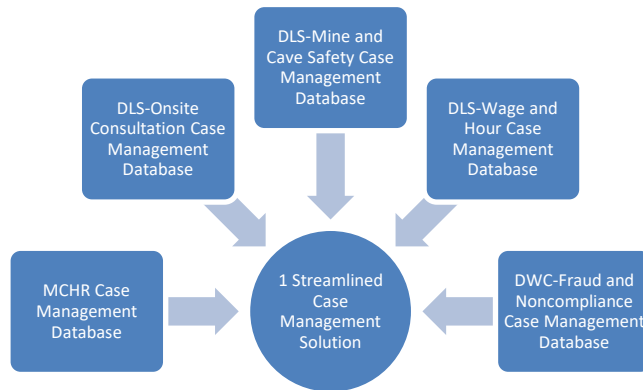 DLS-Mine and
Cave Safety Case
Management
Database
DLS-Onsite
Consultation Case
Management
Database
DLS-Wage and
Hour Case
Management
Database
MCHR Case
Management
Database
1 Streamlined
Case
Management
Solution
DWC-Fraud and
Noncompliance
Case Management
Database